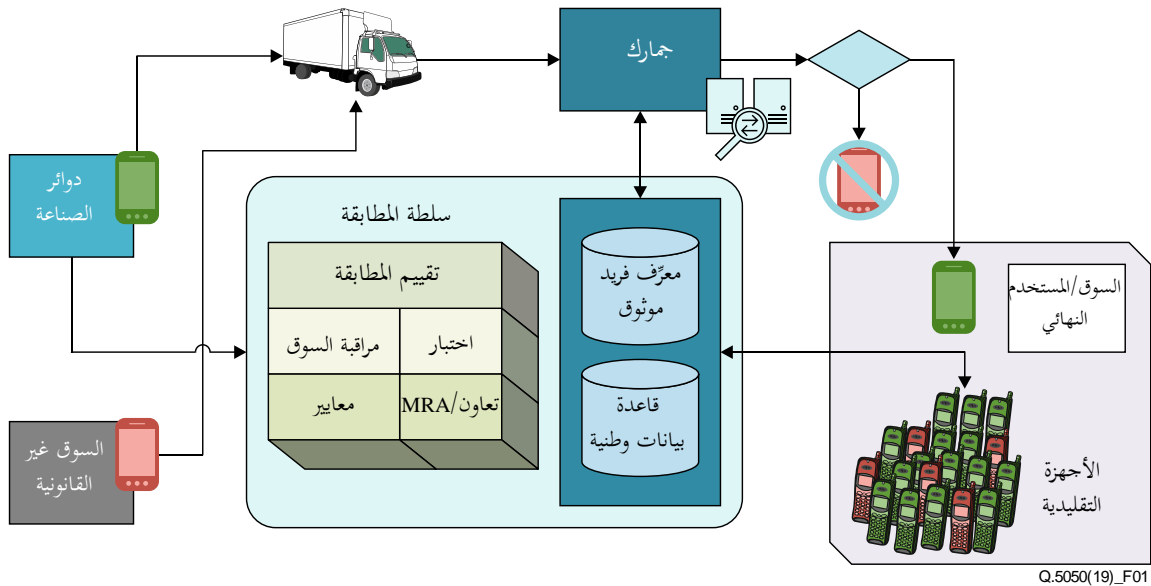 جمارك
دوائر
الصناعة
سلطة المطابقة
تقييم المطابقة
مراقبة السوق
اختبار
معايير
تعاون/MRA
معرِّف فريد
موثوق
قاعدة
بيانات وطنية
السوق/المستخدم
النهائي
السوق غير
القانونية
الأجهزة
التقليدية
Q.5050(19)_F01